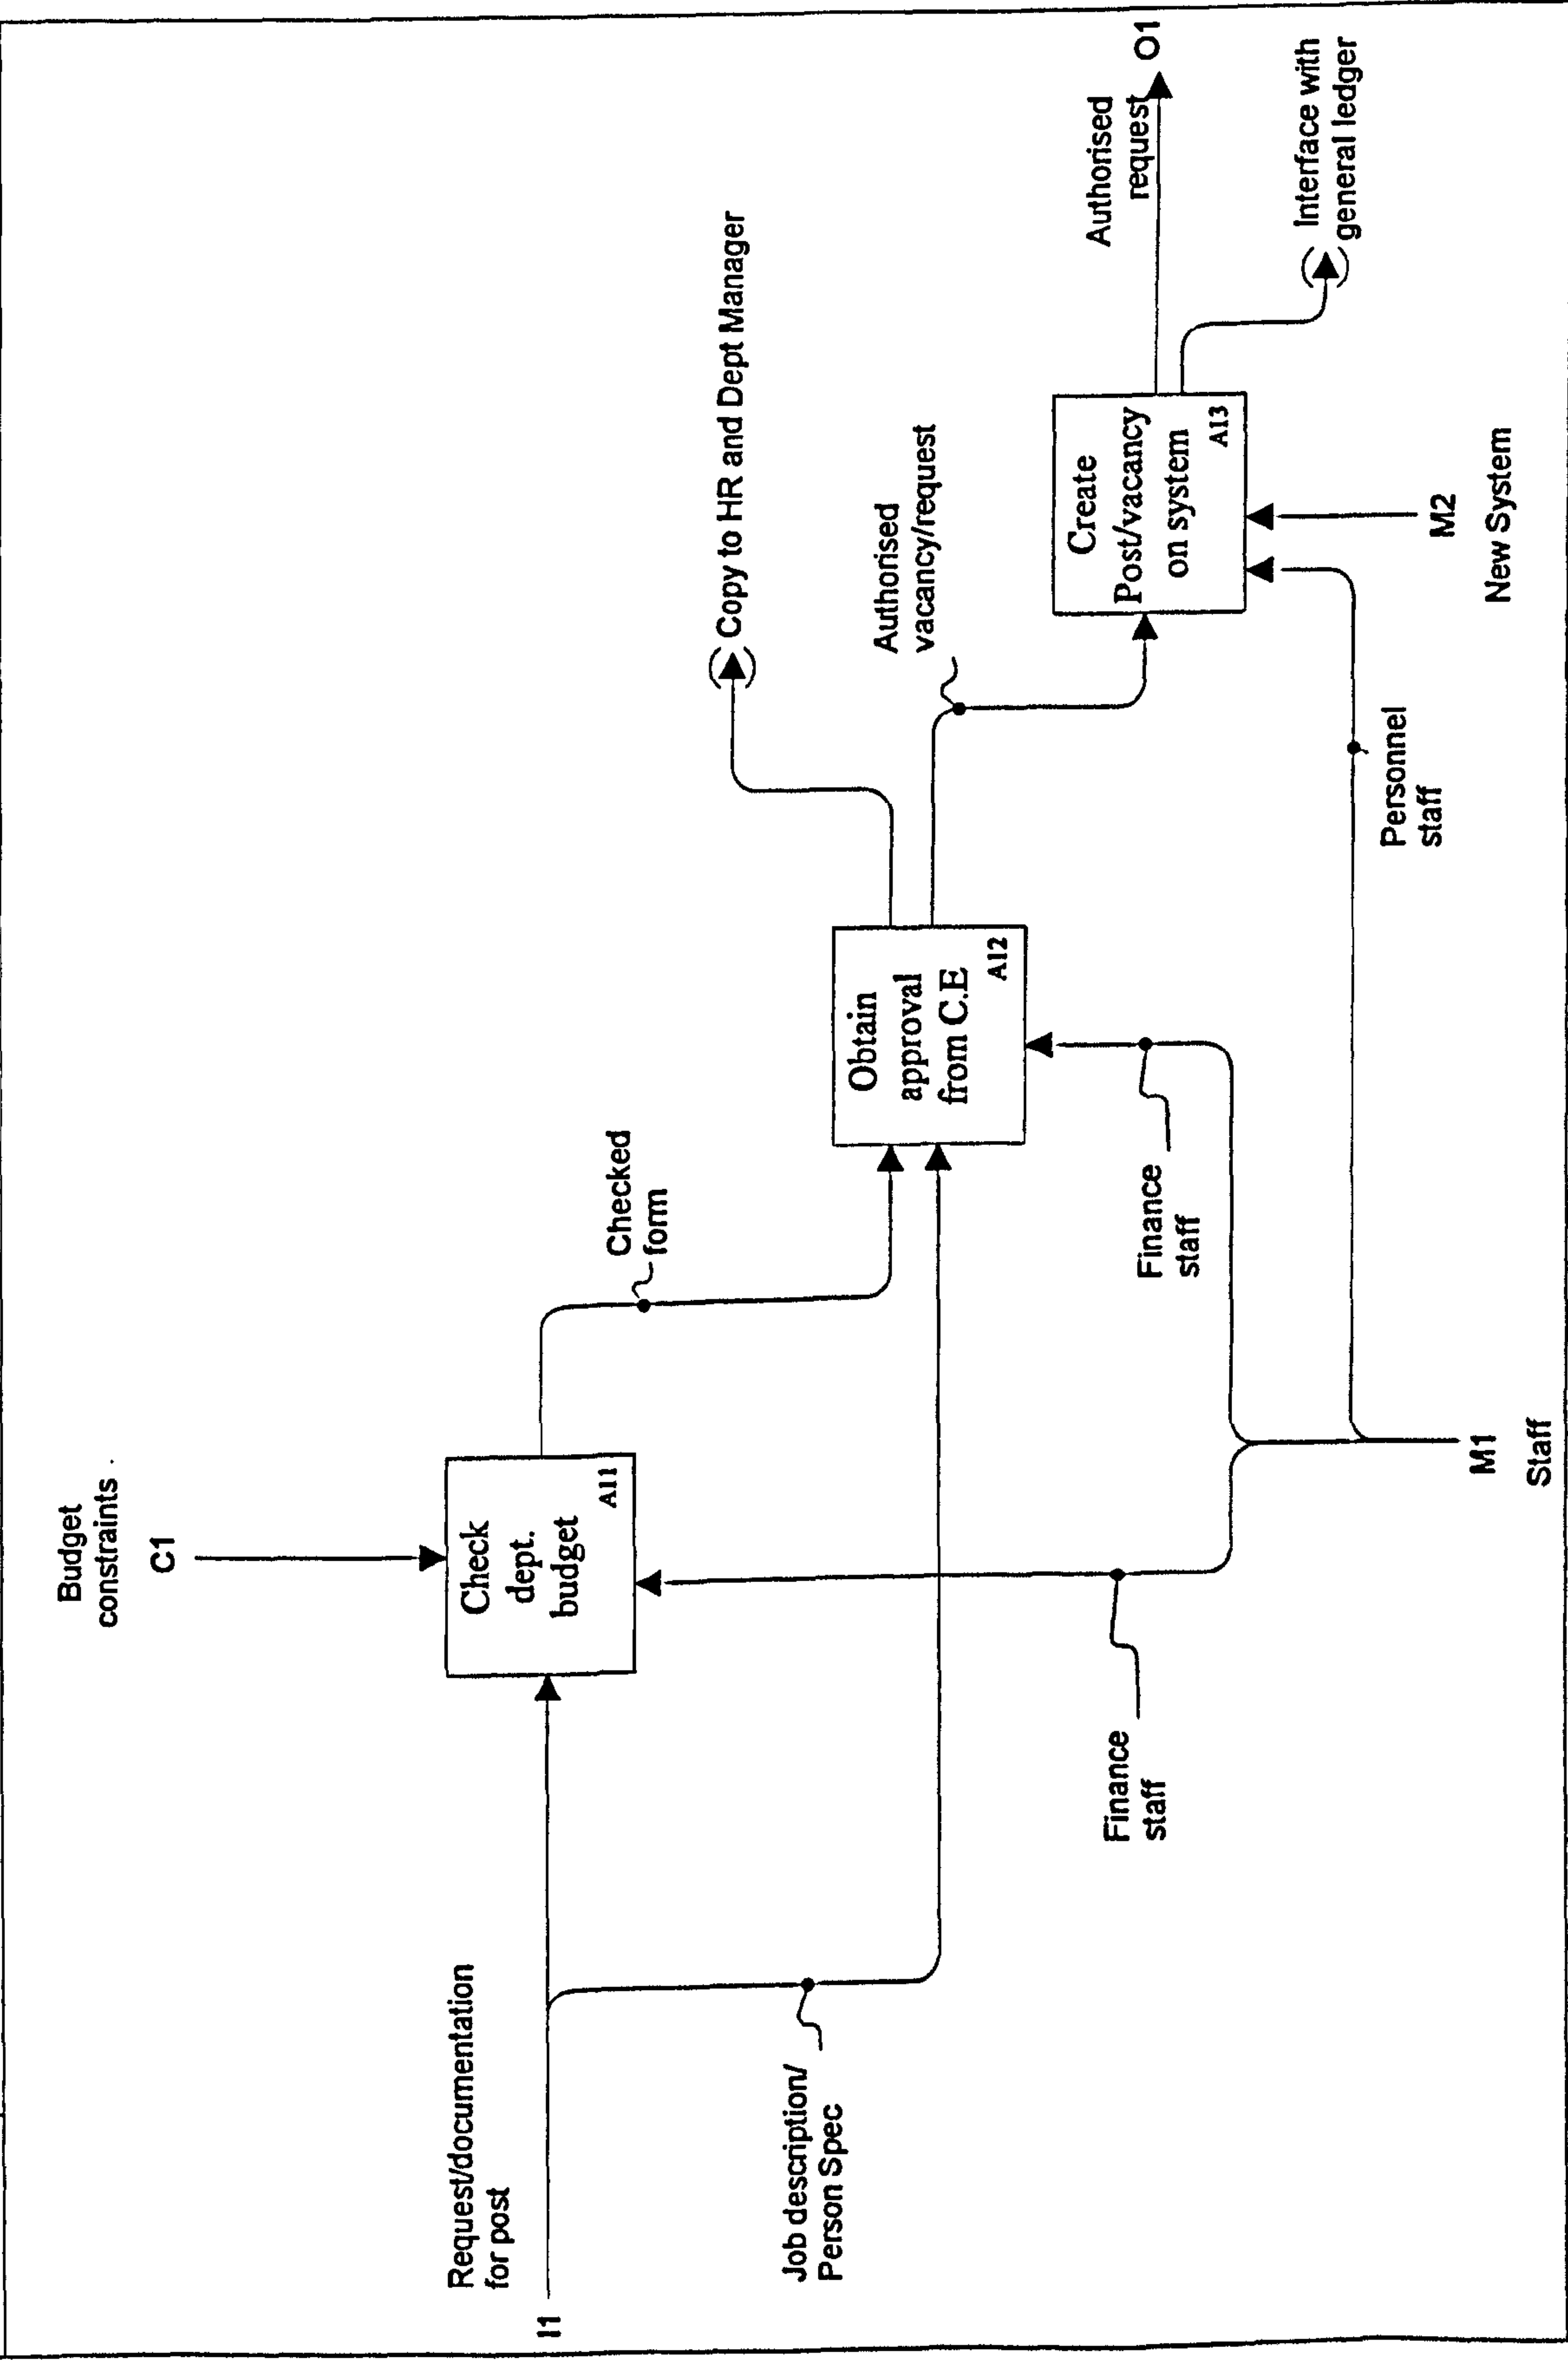 Budget
constraints
C1
Request/documentation
for post
I1
Check
dept.
budget
A11
Checked
form
Job description/
Person Spec
Copy to HR and Dept Manager
Obtain
approval
from C.E
A12
Authorised
vacancy/request
Finance
staff
Finance
staff
Create
Post/vacancy
on system
A13
Authorised
request
O1
Interface with
general ledger
Personnel
staff
M1
Staff
M2
New System